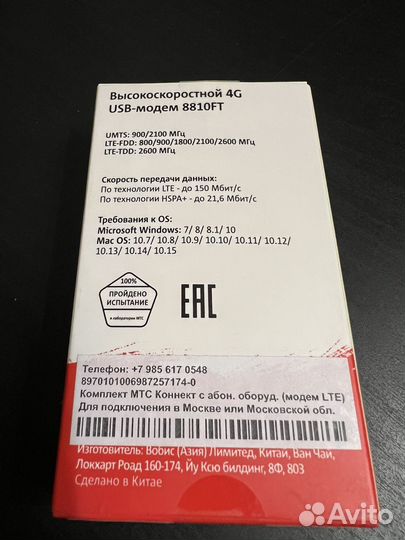 Высокоскоростной 4G
USB-модем 8810FT
UMTS: 900/2100 МГц
LTE-FDD: 800/900/1800/2100/2600 МГц
LTE-TDD: 2600 МГц
Скорость передачи данных:
По технологии LTE - до 150 Мбит/с
По технологии HSPA+ - до 21,6 Мбит/с
Требования к OS:
Microsoft Windows: 7/ 8/ 8.1/ 10
Mac OS: 10.7/ 10.8/ 10.9/ 10.10/ 10.11/ 10.12/
10.13/ 10.14/ 10.15
100%
ПРОЙДЕНО
ИСПЫТАНИЕ
в лаборатории МТС
EAC
Телефон: +7 985 617 0548
8970101006987257174-0
Комплект МТС Коннект с абон. оборуд. (модем LTE)
Для подключения в Москве или Московской обл.
Изготовитель: Вобис (Азия) Лимитед, Китай, Ван Чай,
Локхарт Роад 160-174, Йу Ксю билдинг, 8Ф, 803
Сделано в Китае
Avito